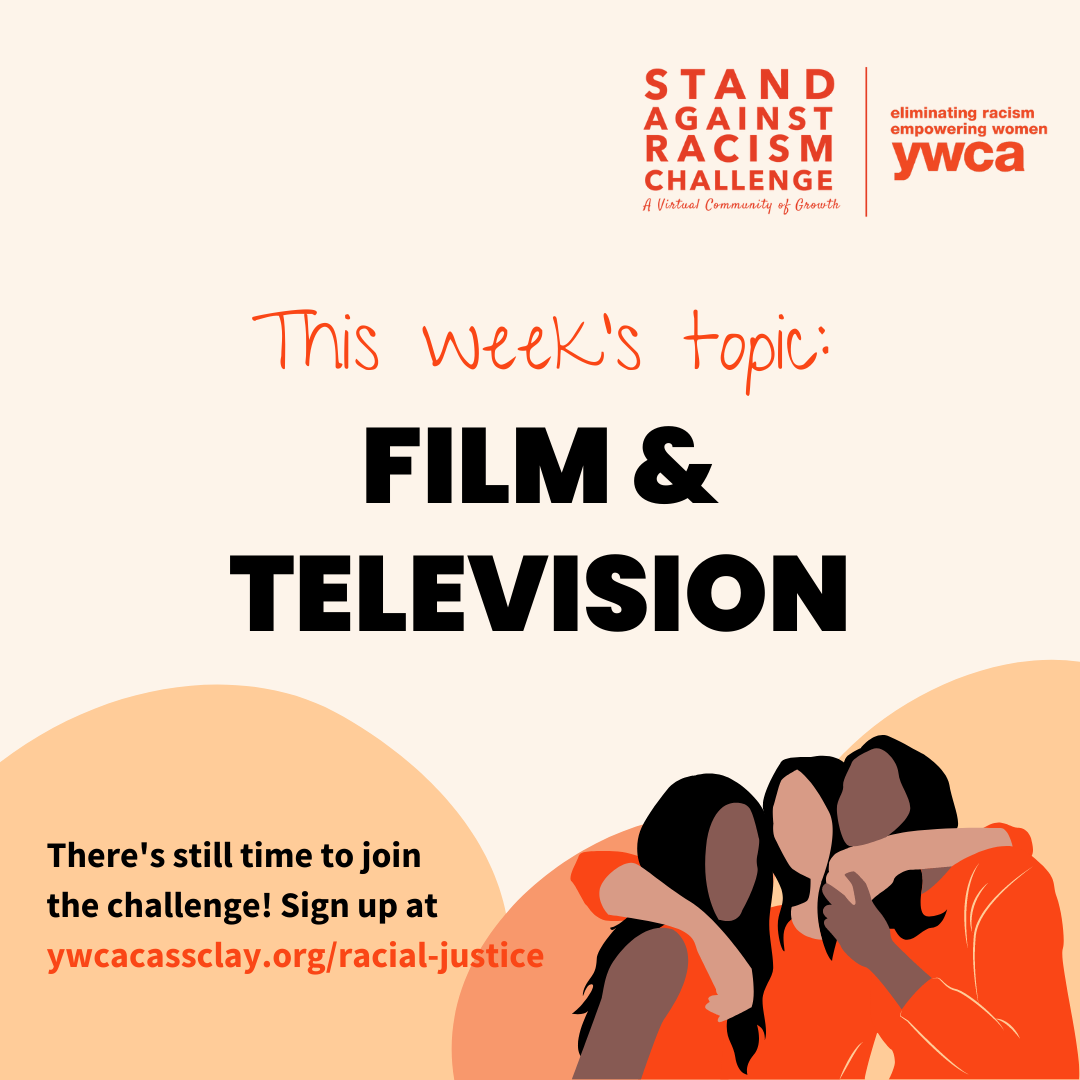 STAND
AGAINST
RACISM
CHALLENGE
A Virtual Community of Growth
eliminating racism
empowering women
ywca
This week's topic:
FILM &
TELEVISION
There's still time to join
the challenge! Sign up at
ywcacassclay.org/racial-justice